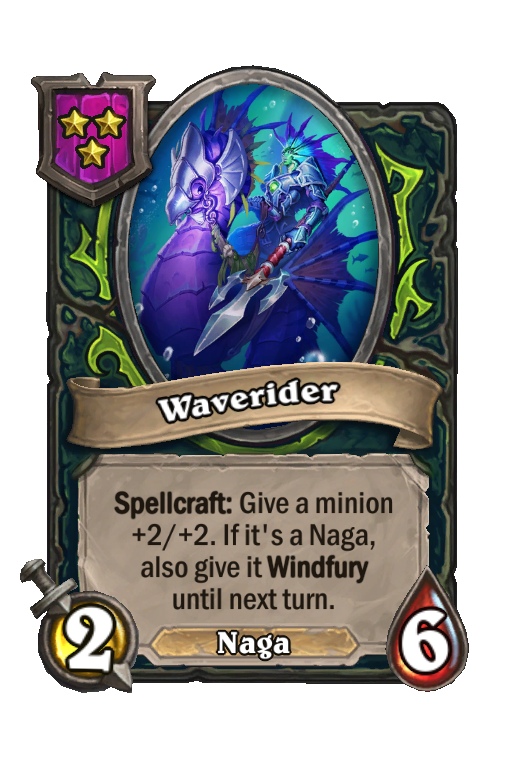 Waverider
Spellcraft: Give a minion
+2/+2. If it's a Naga,
also give it Windfury
until next turn.
2
Naga
6